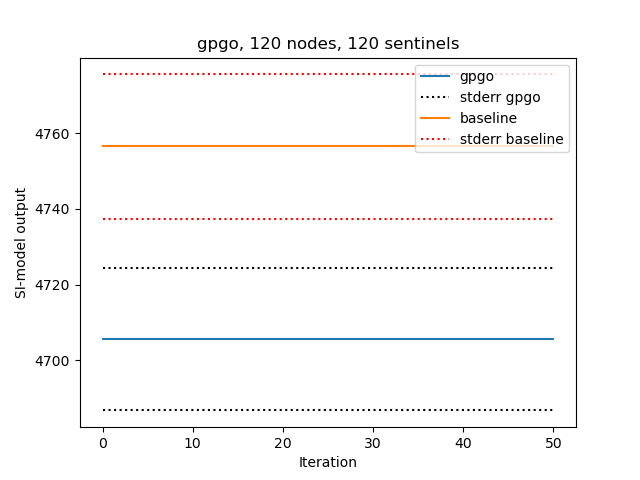 gpgo, 120 nodes, 120 sentinels
gpgo
stderr gpgo
baseline
stderr baseline
SI-model output
4760
4740
4720
4700
0 10 20 30 40 50
Iteration